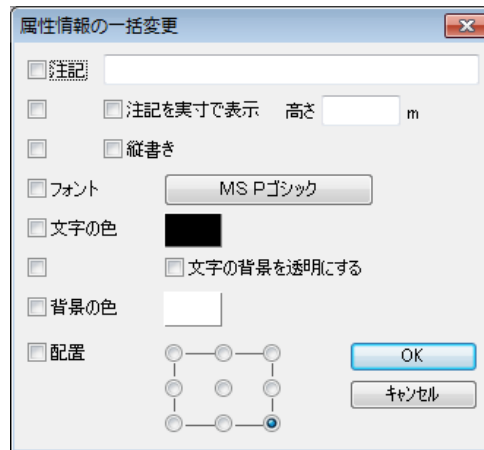 属性情報の一括変更
注記
注記を実寸で表示 高さ m
縦書き
フォント MS Pゴシック
文字の色
文字の背景を透明にする
背景の色
配置
OK
キャンセル